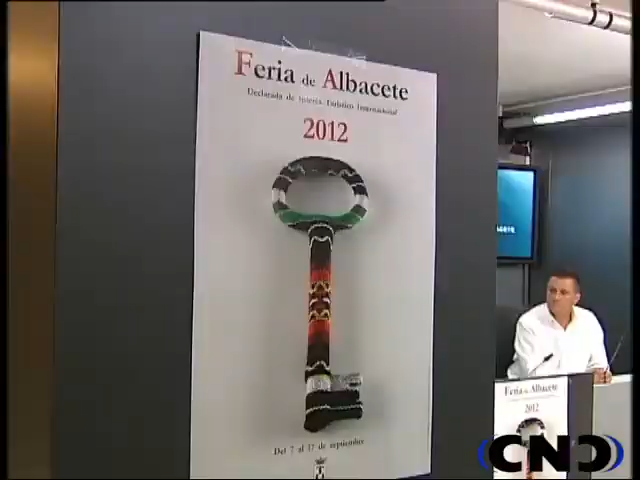 Feria de Albacete
Declarada de Interés Turístico Internacional
2012
Del 7 al 17 de septiembre
Feria de Albacete
2012
CNC